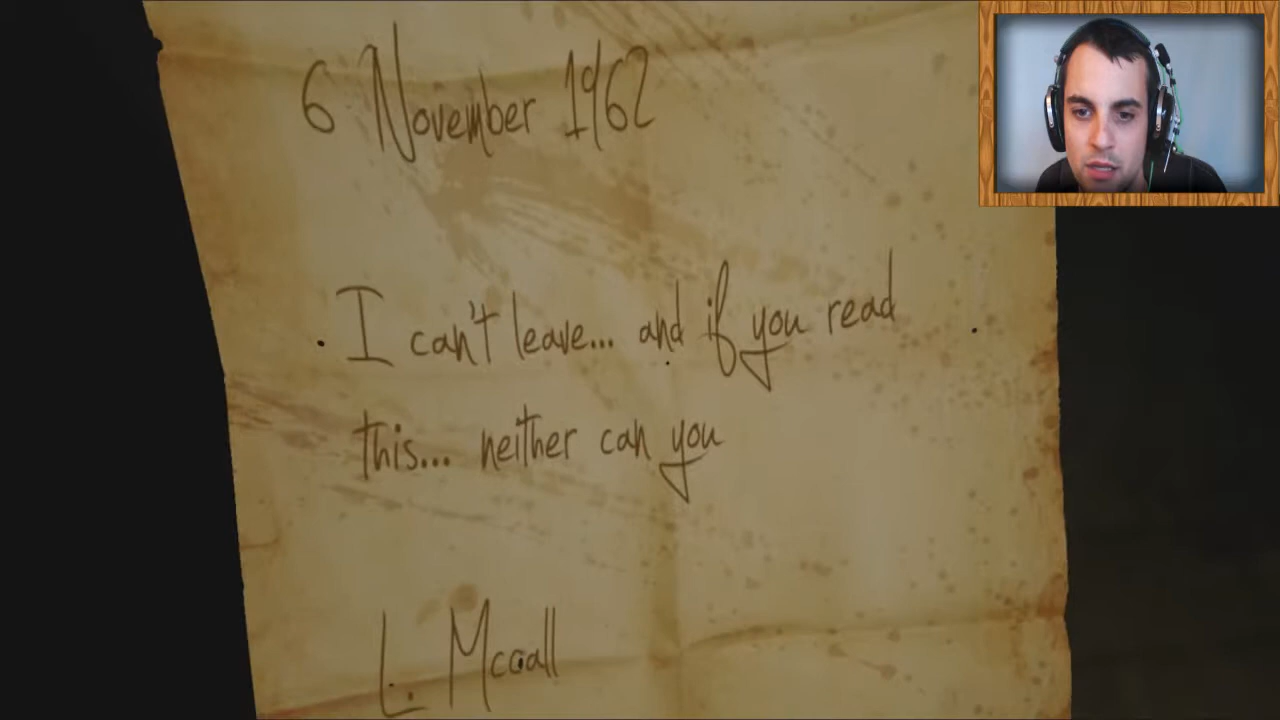 6 November 1962
I can't leave... and if you read
this... neither can you
L. Mccall